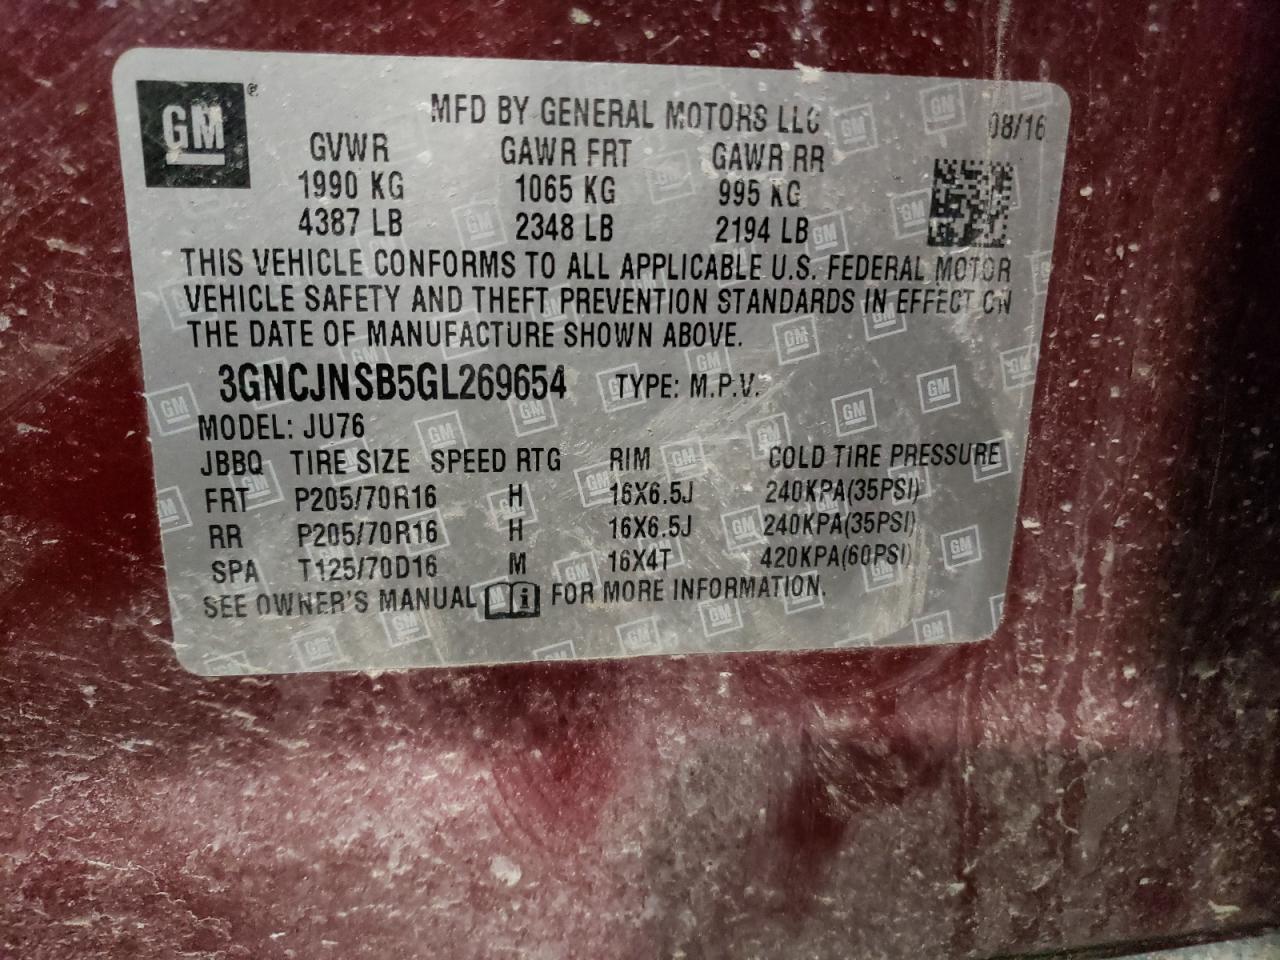 GM ®
MFD BY GENERAL MOTORS LLC
08/16
GVWR GAWR FRT GAWR RR
1990 KG 1065 KG 995 KG
4387 LB 2348 LB 2194 LB
THIS VEHICLE CONFORMS TO ALL APPLICABLE U.S. FEDERAL MOTOR
VEHICLE SAFETY AND THEFT PREVENTION STANDARDS IN EFFECT ON
THE DATE OF MANUFACTURE SHOWN ABOVE.
3GNCJNSB5GL269654 TYPE: M.P.V.
MODEL: JU76
JBBQ TIRE SIZE SPEED RTG RIM COLD TIRE PRESSURE
FRT P205/70R16 H 16X6.5J 240KPA(35PSI)
RR P205/70R16 H 16X6.5J 240KPA(35PSI)
SPA T125/70D16 M 16X4T 420KPA(60PSI)
SEE OWNER'S MANUAL i FOR MORE INFORMATION.